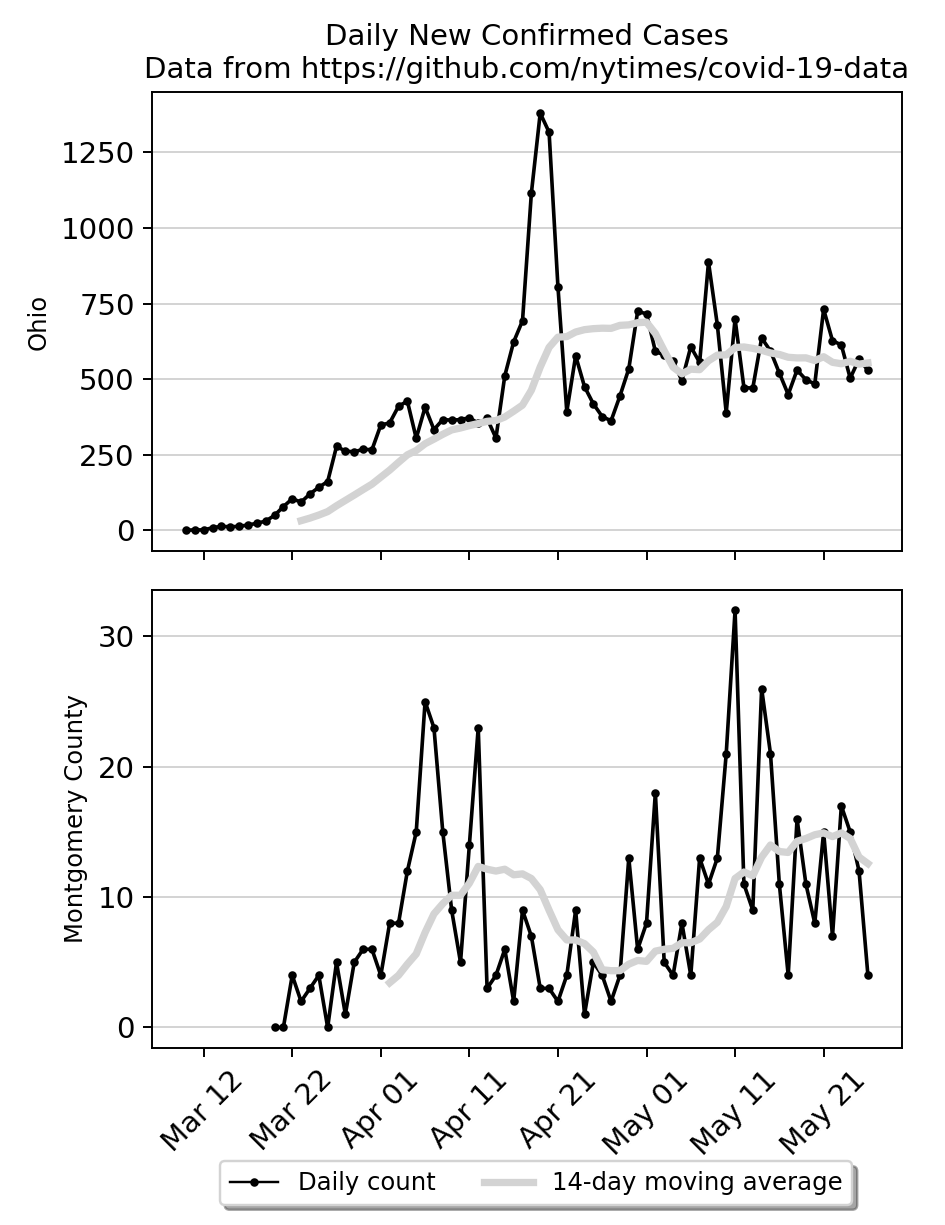 Daily New Confirmed Cases
Data from https://github.com/nytimes/covid-19-data
1250
1000
750
500
250
0
Ohio
30
20
10
0
Montgomery County
Mar 12
Mar 22
Apr 01
Apr 11
Apr 21
May 01
May 11
May 21
Daily count
14-day moving average